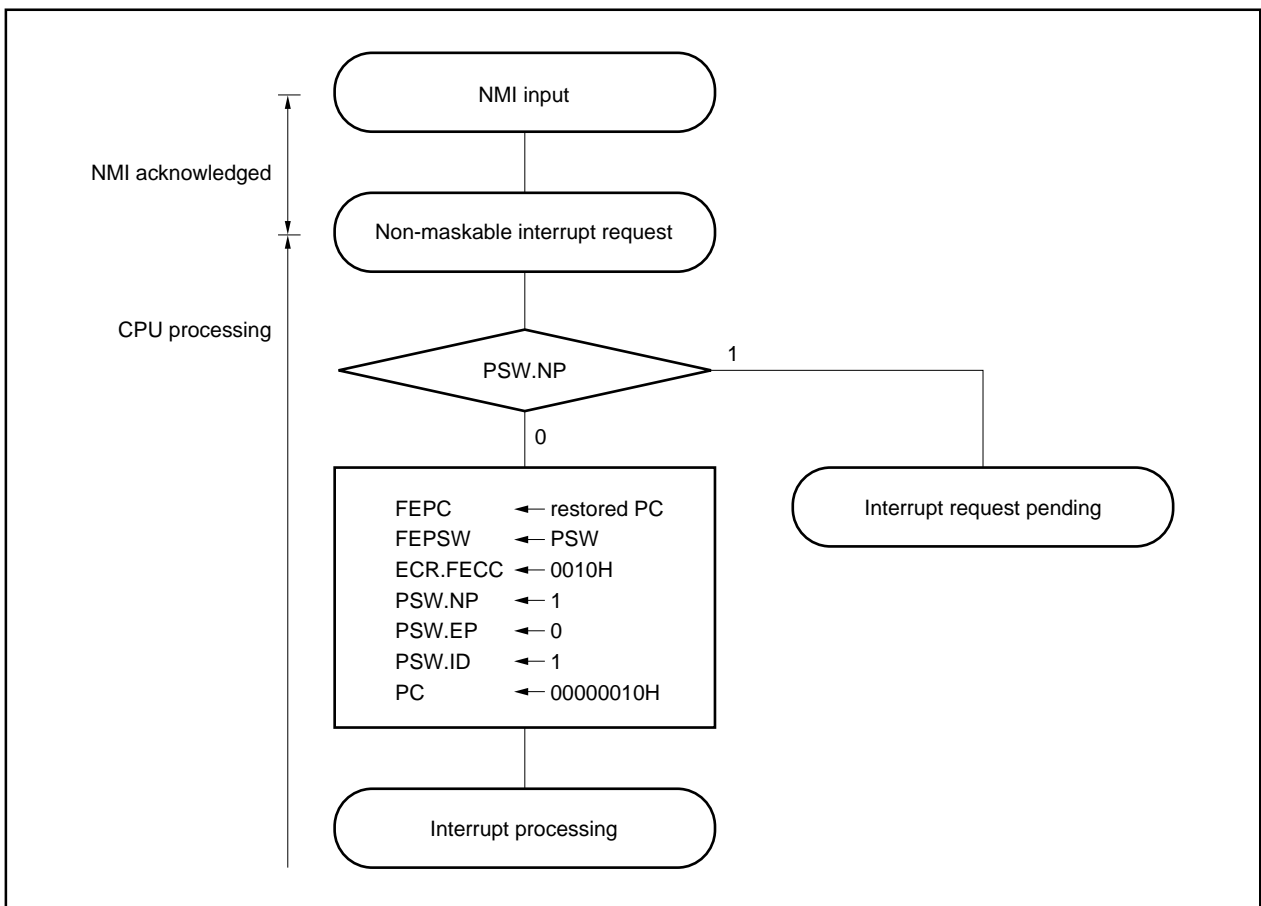 NMI input
NMI acknowledged
Non-maskable interrupt request
CPU processing
PSW.NP
1
0
FEPC ← restored PC
FEPSW ← PSW
ECR.FECC ← 0010H
PSW.NP ← 1
PSW.EP ← 0
PSW.ID ← 1
PC ← 00000010H
Interrupt request pending
Interrupt processing